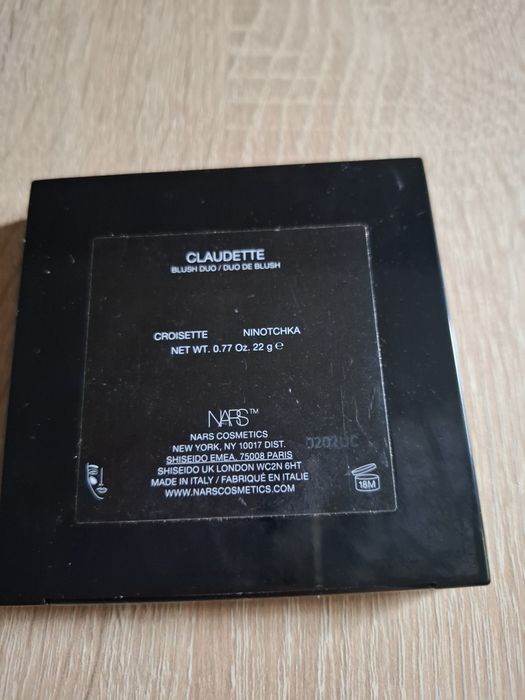 CLAUDETTE
BLUSH DUO / DUO DE BLUSH
CROISETTE NINOTCHKA
NET WT. 0.77 Oz. 22 g ℮
NARS™
NARS COSMETICS
NEW YORK, NY 10017 DIST.
SHISEIDO EMEA, 75008 PARIS
SHISEIDO UK LONDON WC2N 6HT
MADE IN ITALY / FABRIQUÉ EN ITALIE
WWW.NARSCOSMETICS.COM
18M